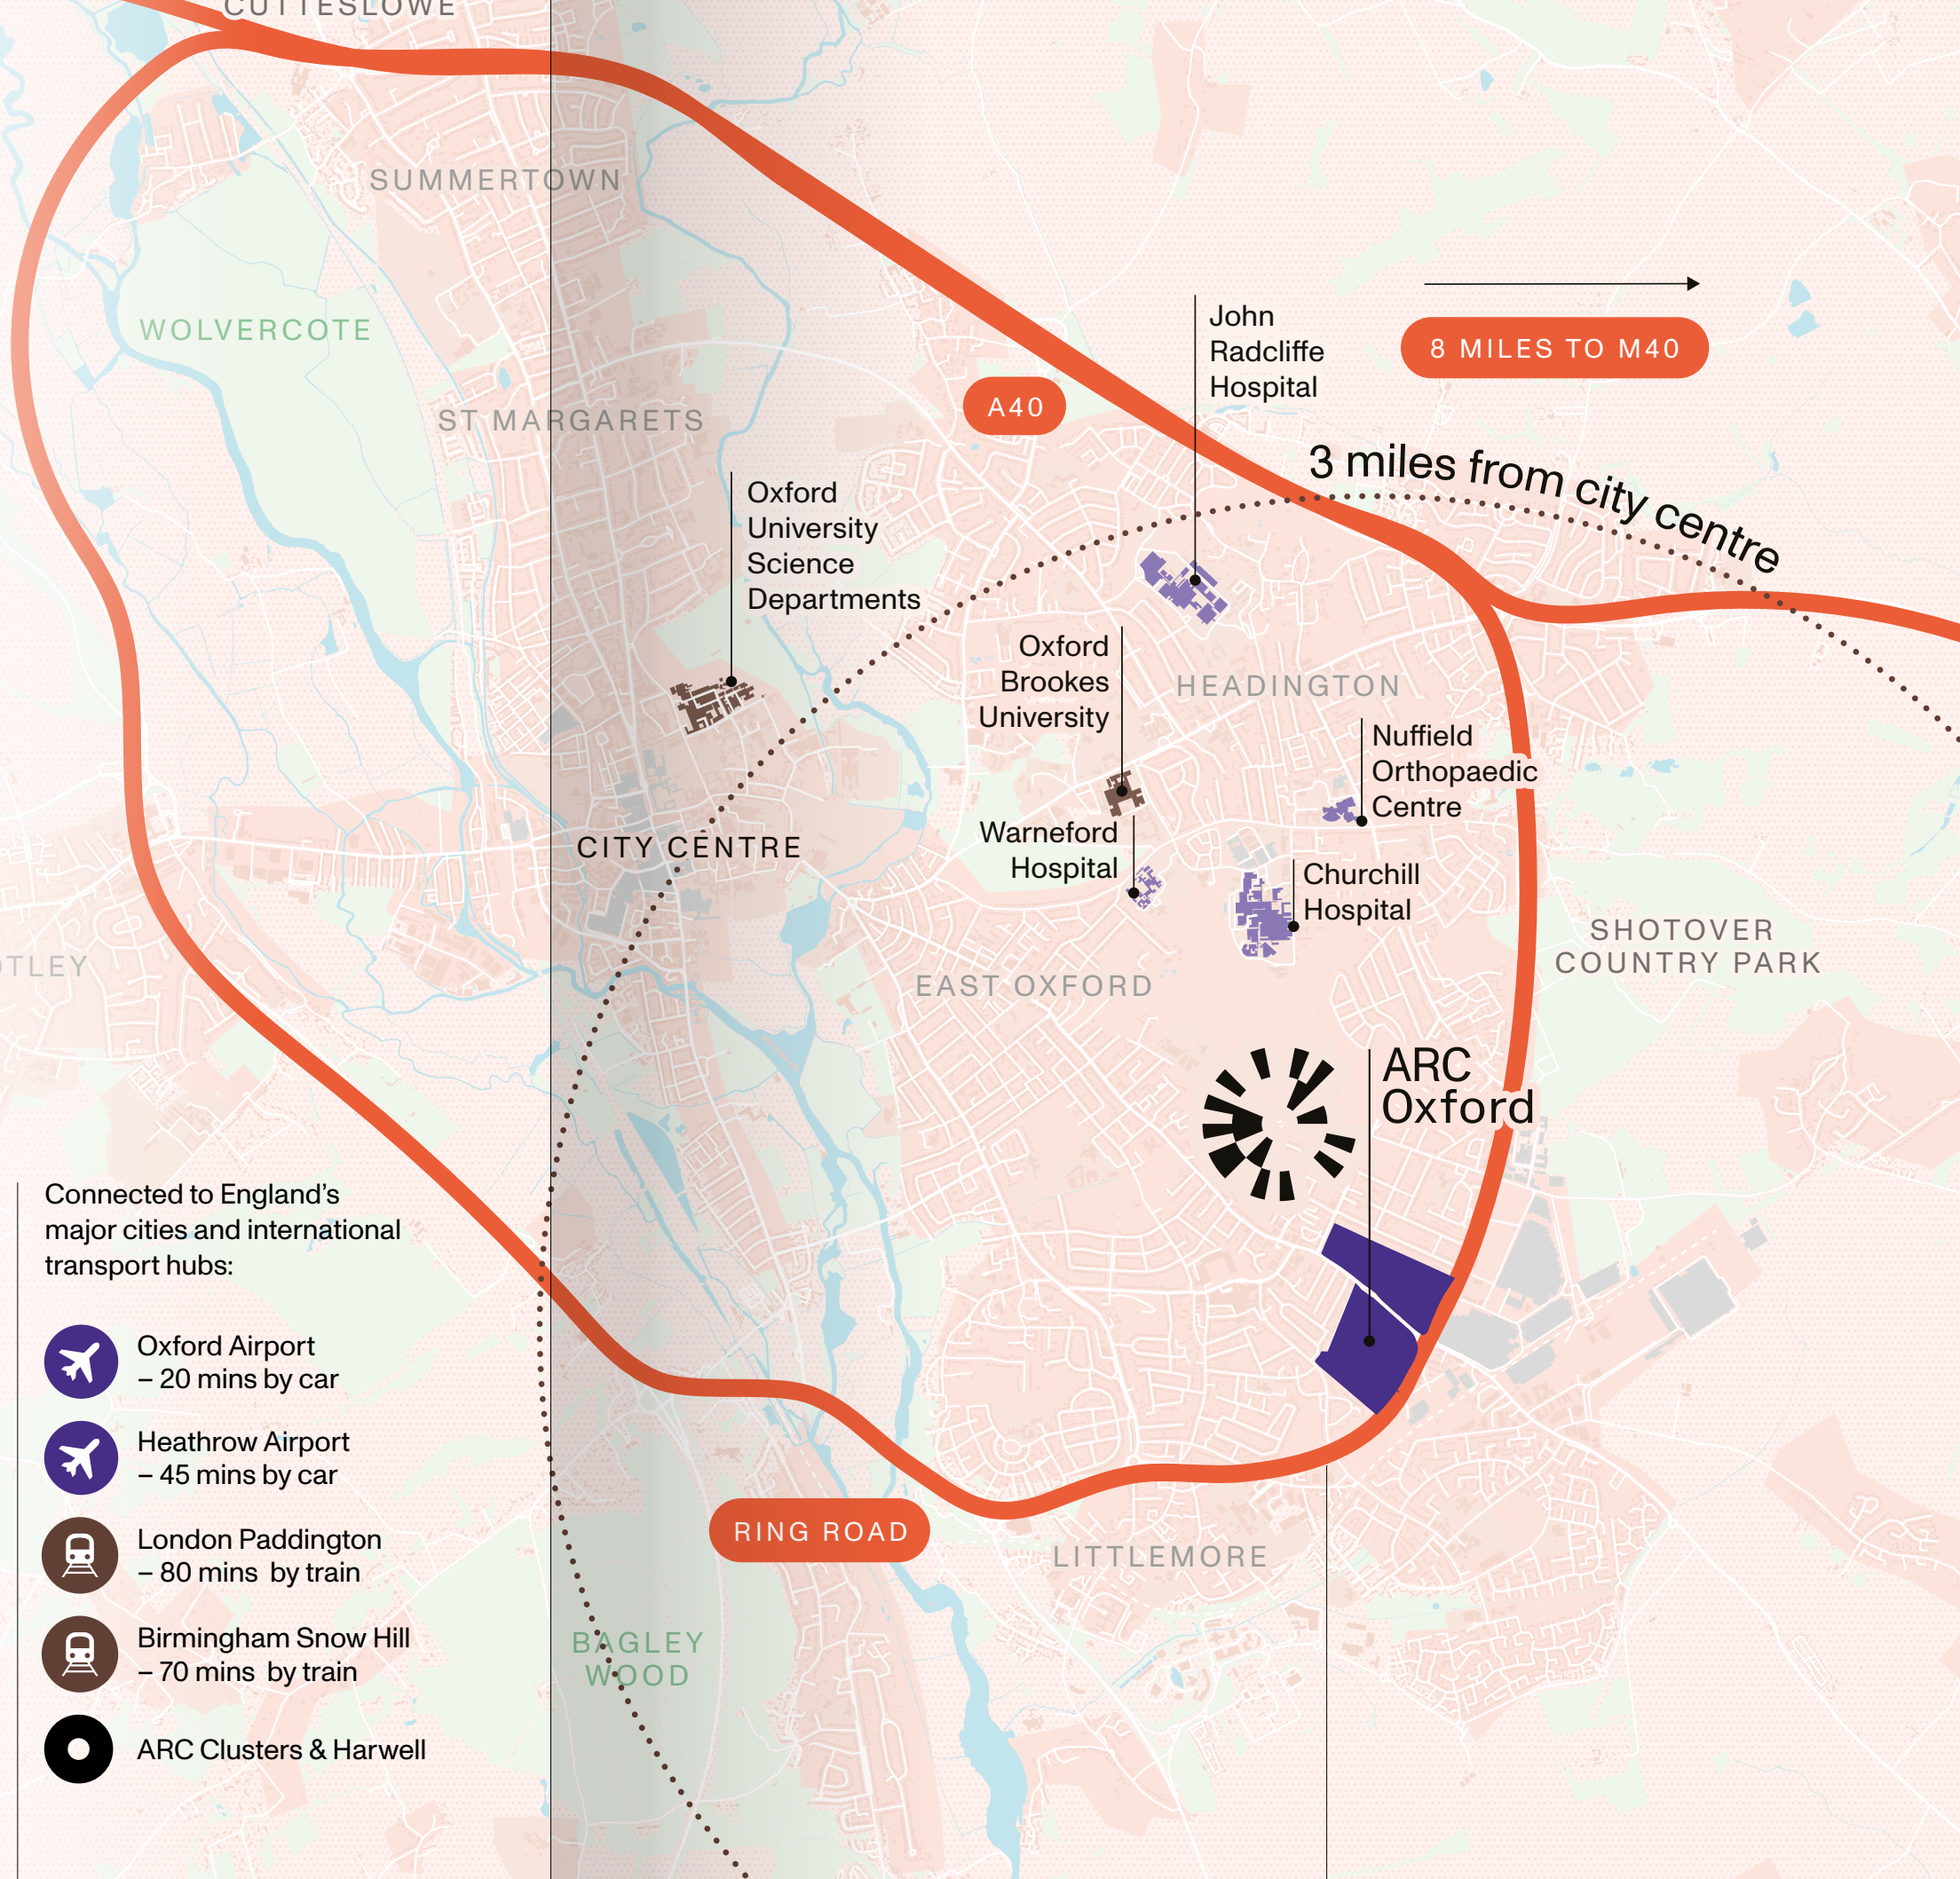 CUTTESLOWE
SUMMERTOWN
WOLVERCOTE
ST MARGARETS
A40
John
Radcliffe
Hospital
8 MILES TO M40
3 miles from city centre
Oxford
University
Science
Departments
Oxford
Brookes
University
HEADINGTON
Nuffield
Orthopaedic
Centre
CITY CENTRE
Warneford
Hospital
Churchill
Hospital
SHOTOVER
COUNTRY PARK
TLEY
EAST OXFORD
ARC
Oxford
Connected to England’s
major cities and international
transport hubs:
Oxford Airport
– 20 mins by car
Heathrow Airport
– 45 mins by car
London Paddington
– 80 mins by train
Birmingham Snow Hill
– 70 mins by train
ARC Clusters & Harwell
RING ROAD
LITTLEMORE
BAGLEY
WOOD